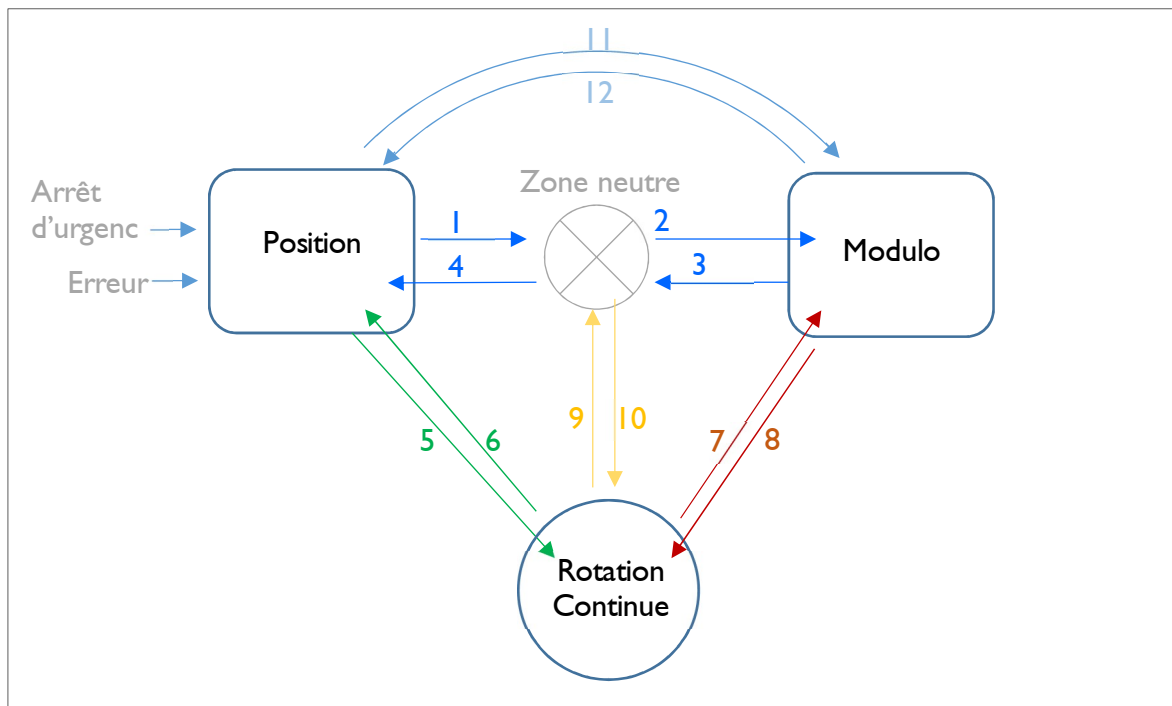 11
12
Zone neutre
Arrêt
d'urgenc
Erreur
Position
1
4
2
3
Modulo
5
6
9
10
7
8
Rotation
Continue